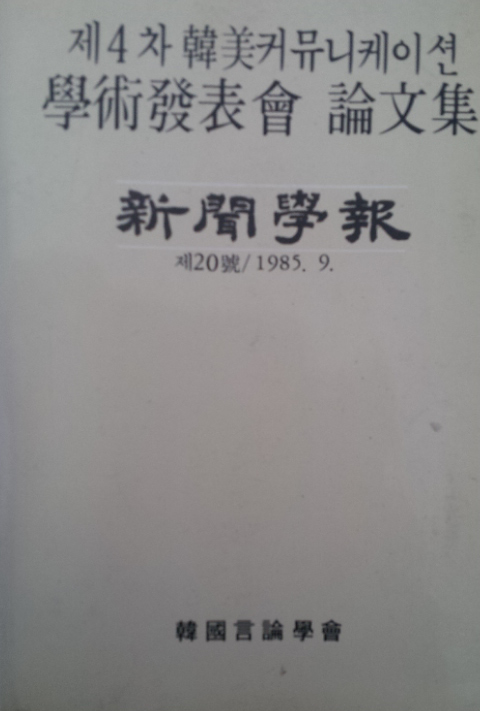 제4차 韓美커뮤니케이션
學術發表會 論文集
新聞學報
제20號/1985. 9.
韓國言論學會